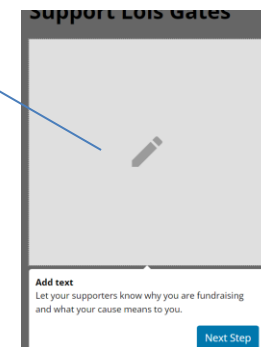 Support Lois Gates
Add text
Let your supporters know why you are fundraising
and what your cause means to you.
Next Step